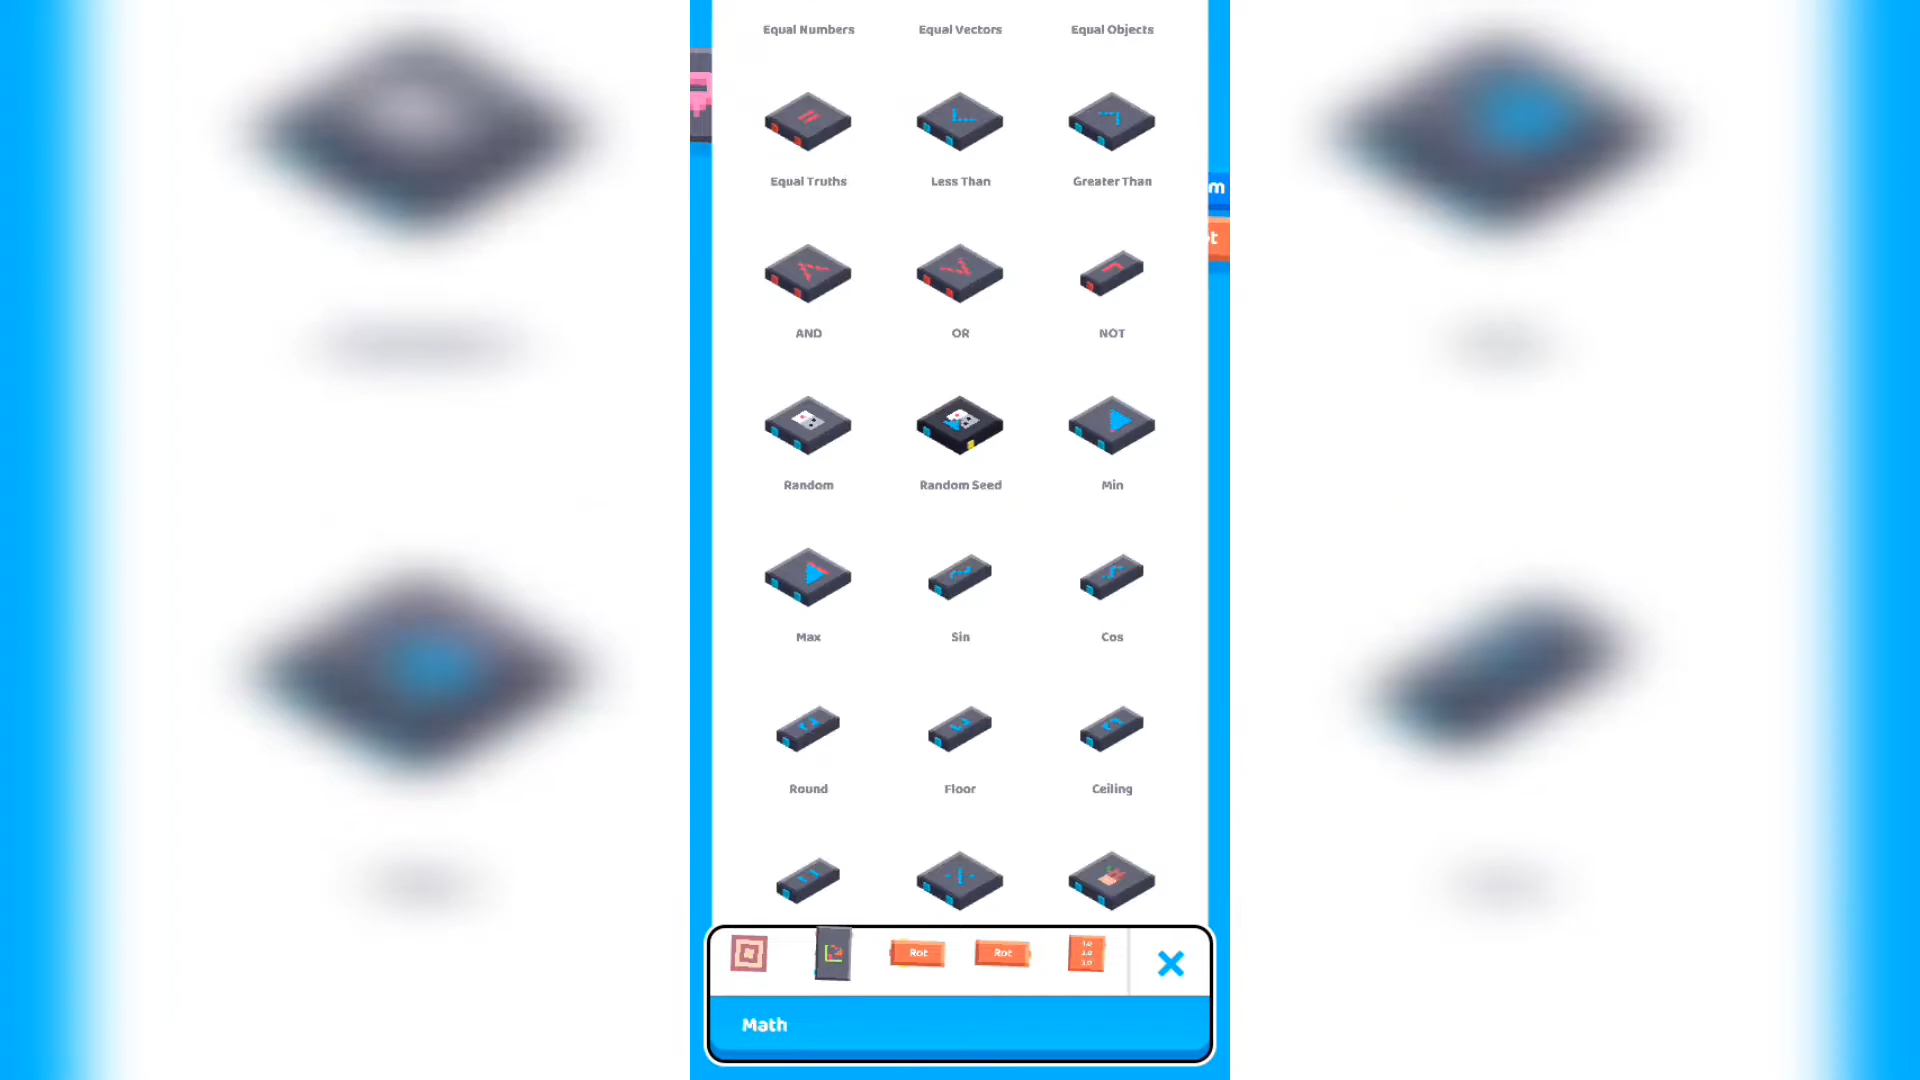 Equal Numbers Equal Vectors Equal Objects
Equal Truths Less Than Greater Than
m
t
AND OR NOT
Random Random Seed Min
Max Sin Cos
Round Floor Ceiling
Rot Rot
Math